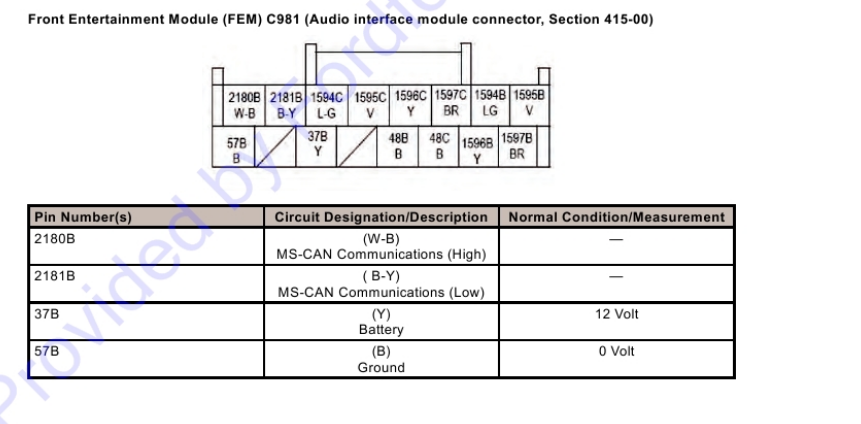 Front Entertainment Module (FEM) C981 (Audio interface module connector, Section 415-00)
2180B 2181B 1594C 1595C 1596C 1597C 1594B 1595B
W-B B-Y L-G V Y BR LG V
57B 37B 48B 48C 1596B 1597B
B Y B B Y BR
Pin Number(s) Circuit Designation/Description Normal Condition/Measurement
2180B (W-B) —
MS-CAN Communications (High)
2181B ( B-Y) —
MS-CAN Communications (Low)
37B (Y) 12 Volt
Battery
57B (B) 0 Volt
Ground